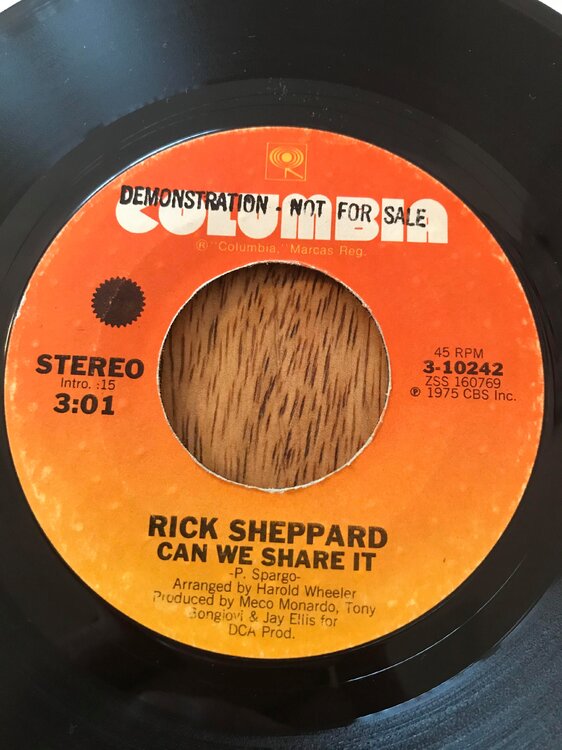 DEMONSTRATION - NOT FOR SALE
COLUMBIA
® "Columbia," Marcas Reg.
STEREO
Intro. :15
3:01
45 RPM
3-10242
ZSS 160769
℗ 1975 CBS Inc.
RICK SHEPPARD
CAN WE SHARE IT
-P. Spargo-
Arranged by Harold Wheeler
Produced by Meco Monardo, Tony
Bongiovi & Jay Ellis for
DCA Prod.